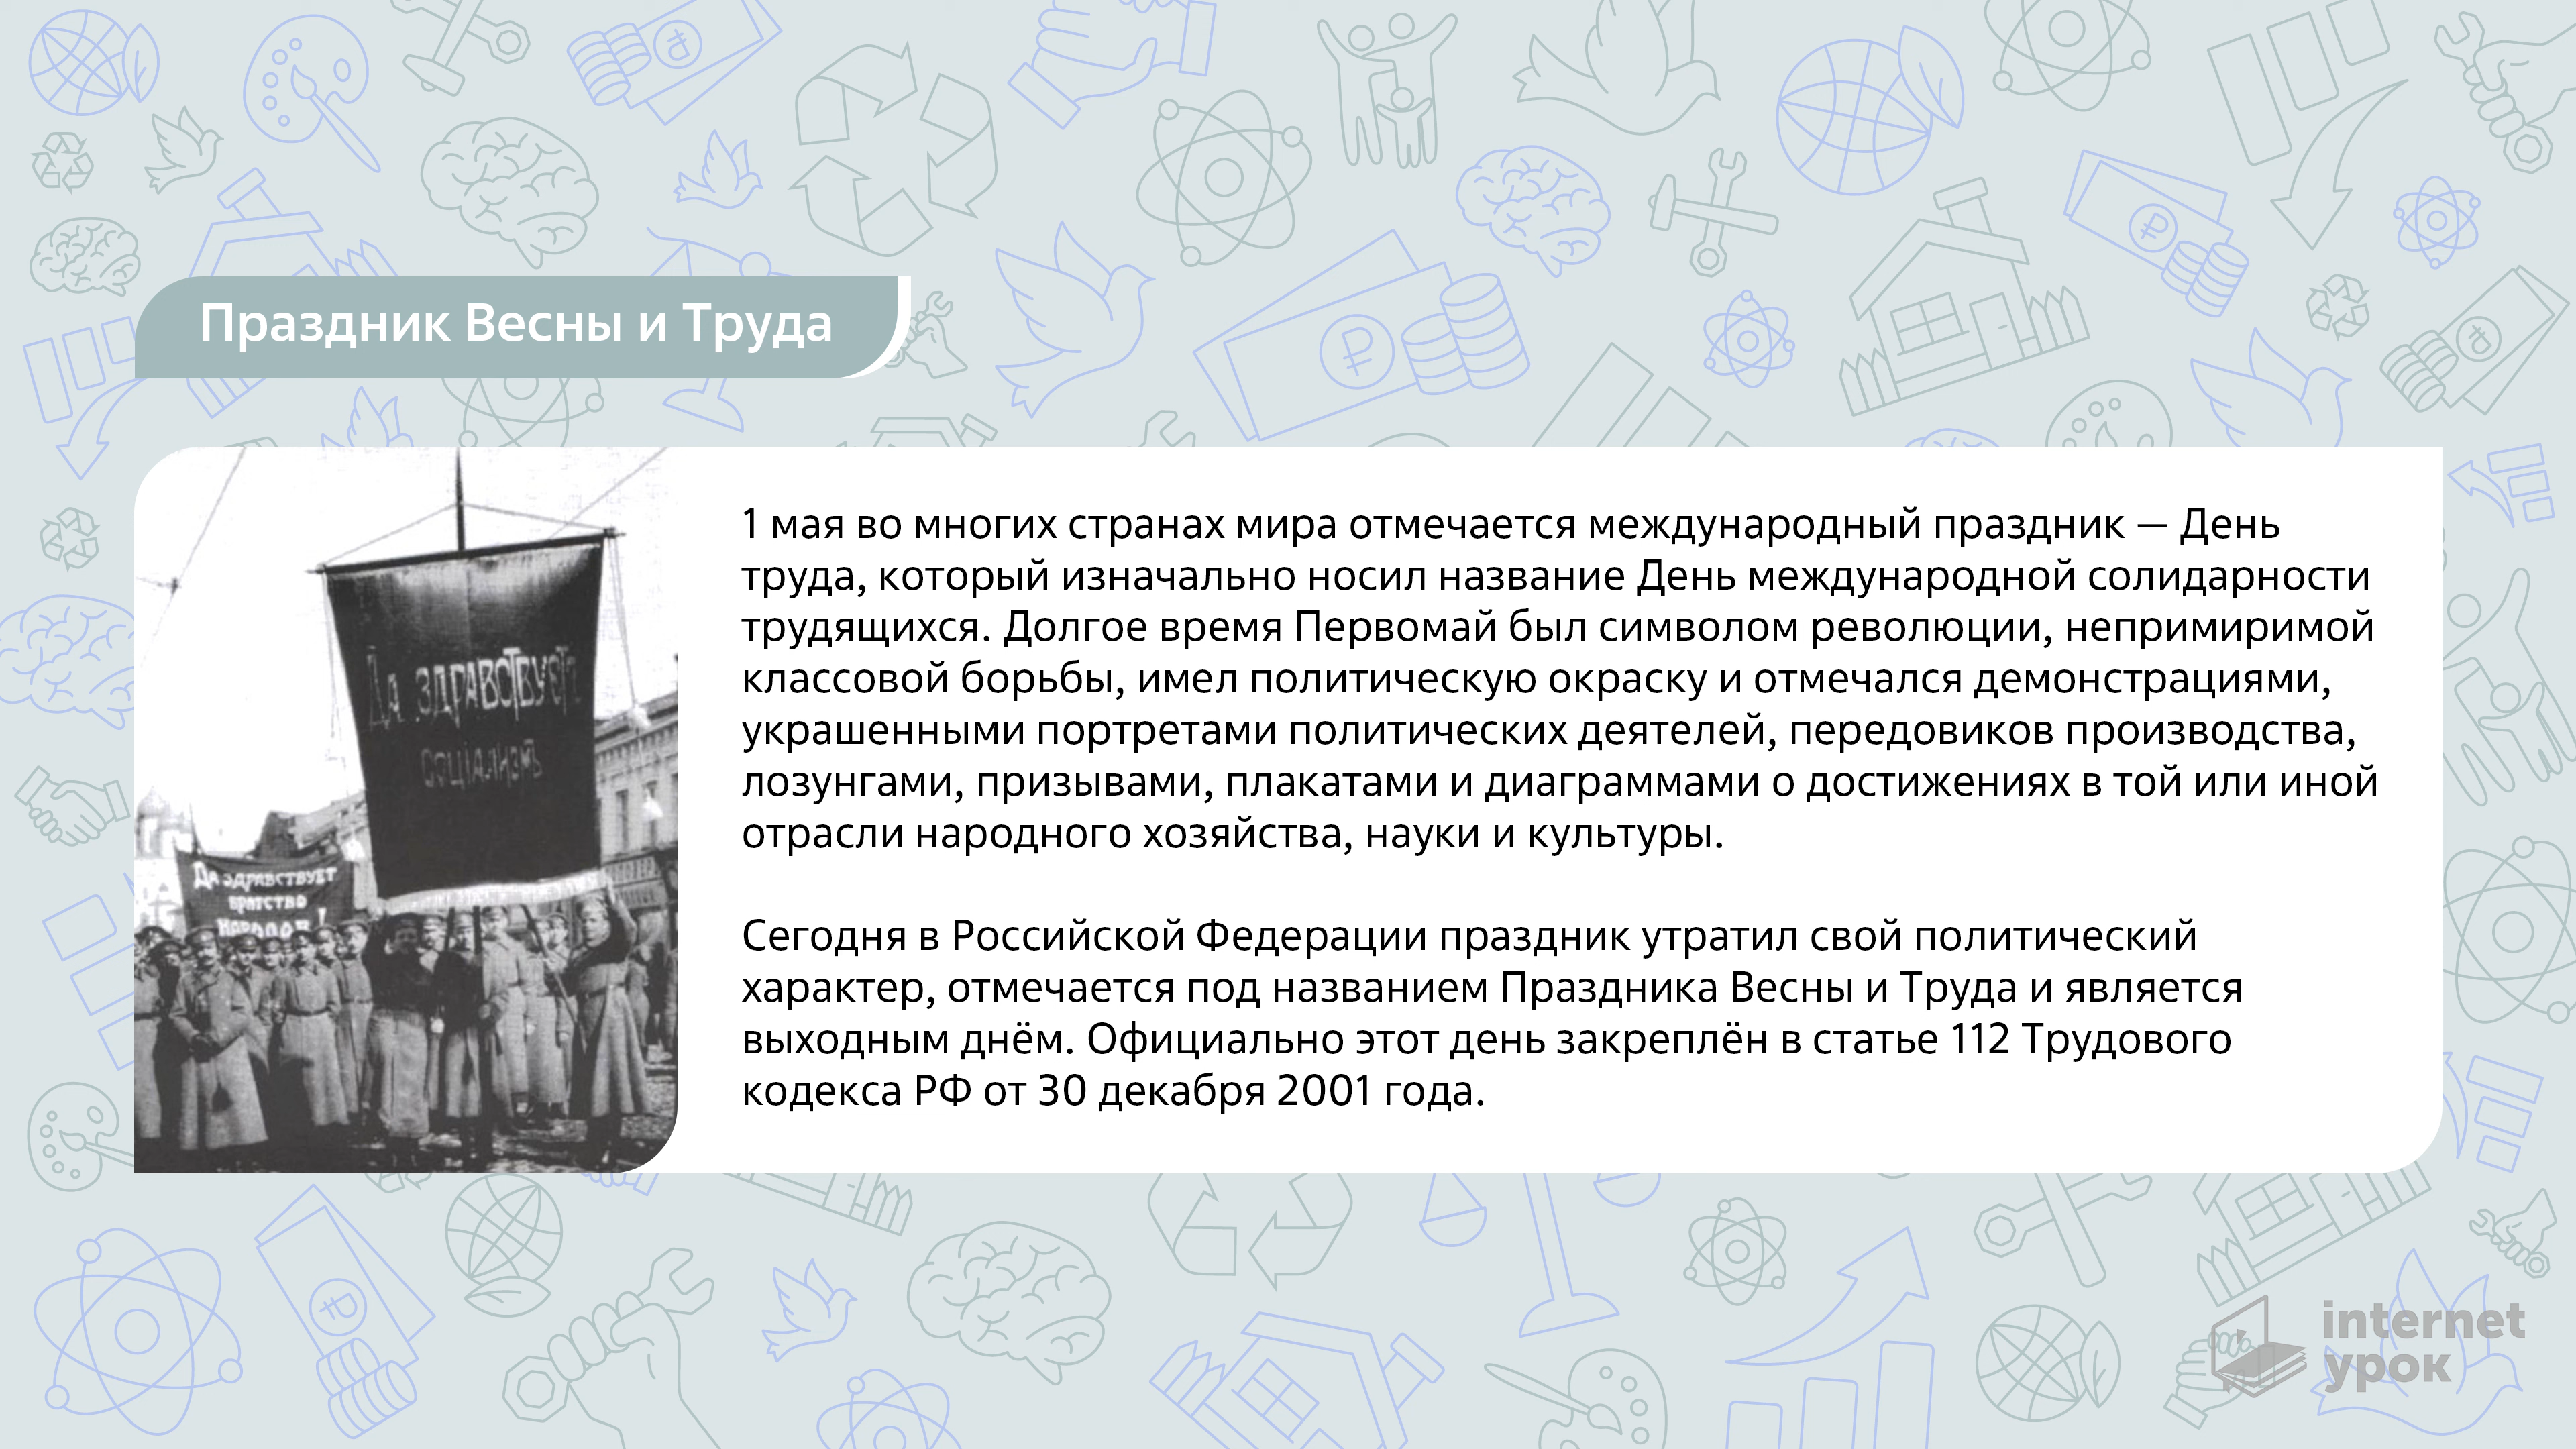 Праздник Весны и Труда
1 мая во многих странах мира отмечается международный праздник — День
труда, который изначально носил название День международной солидарности
трудящихся. Долгое время Первомай был символом революции, непримиримой
классовой борьбы, имел политическую окраску и отмечался демонстрациями,
украшенными портретами политических деятелей, передовиков производства,
лозунгами, призывами, плакатами и диаграммами о достижениях в той или иной
отрасли народного хозяйства, науки и культуры.
Сегодня в Российской Федерации праздник утратил свой политический
характер, отмечается под названием Праздника Весны и Труда и является
выходным днём. Официально этот день закреплён в статье 112 Трудового
кодекса РФ от 30 декабря 2001 года.
Да здравствуетъ
социализмъ
Да здравствует
братство
народов!
internet
урок